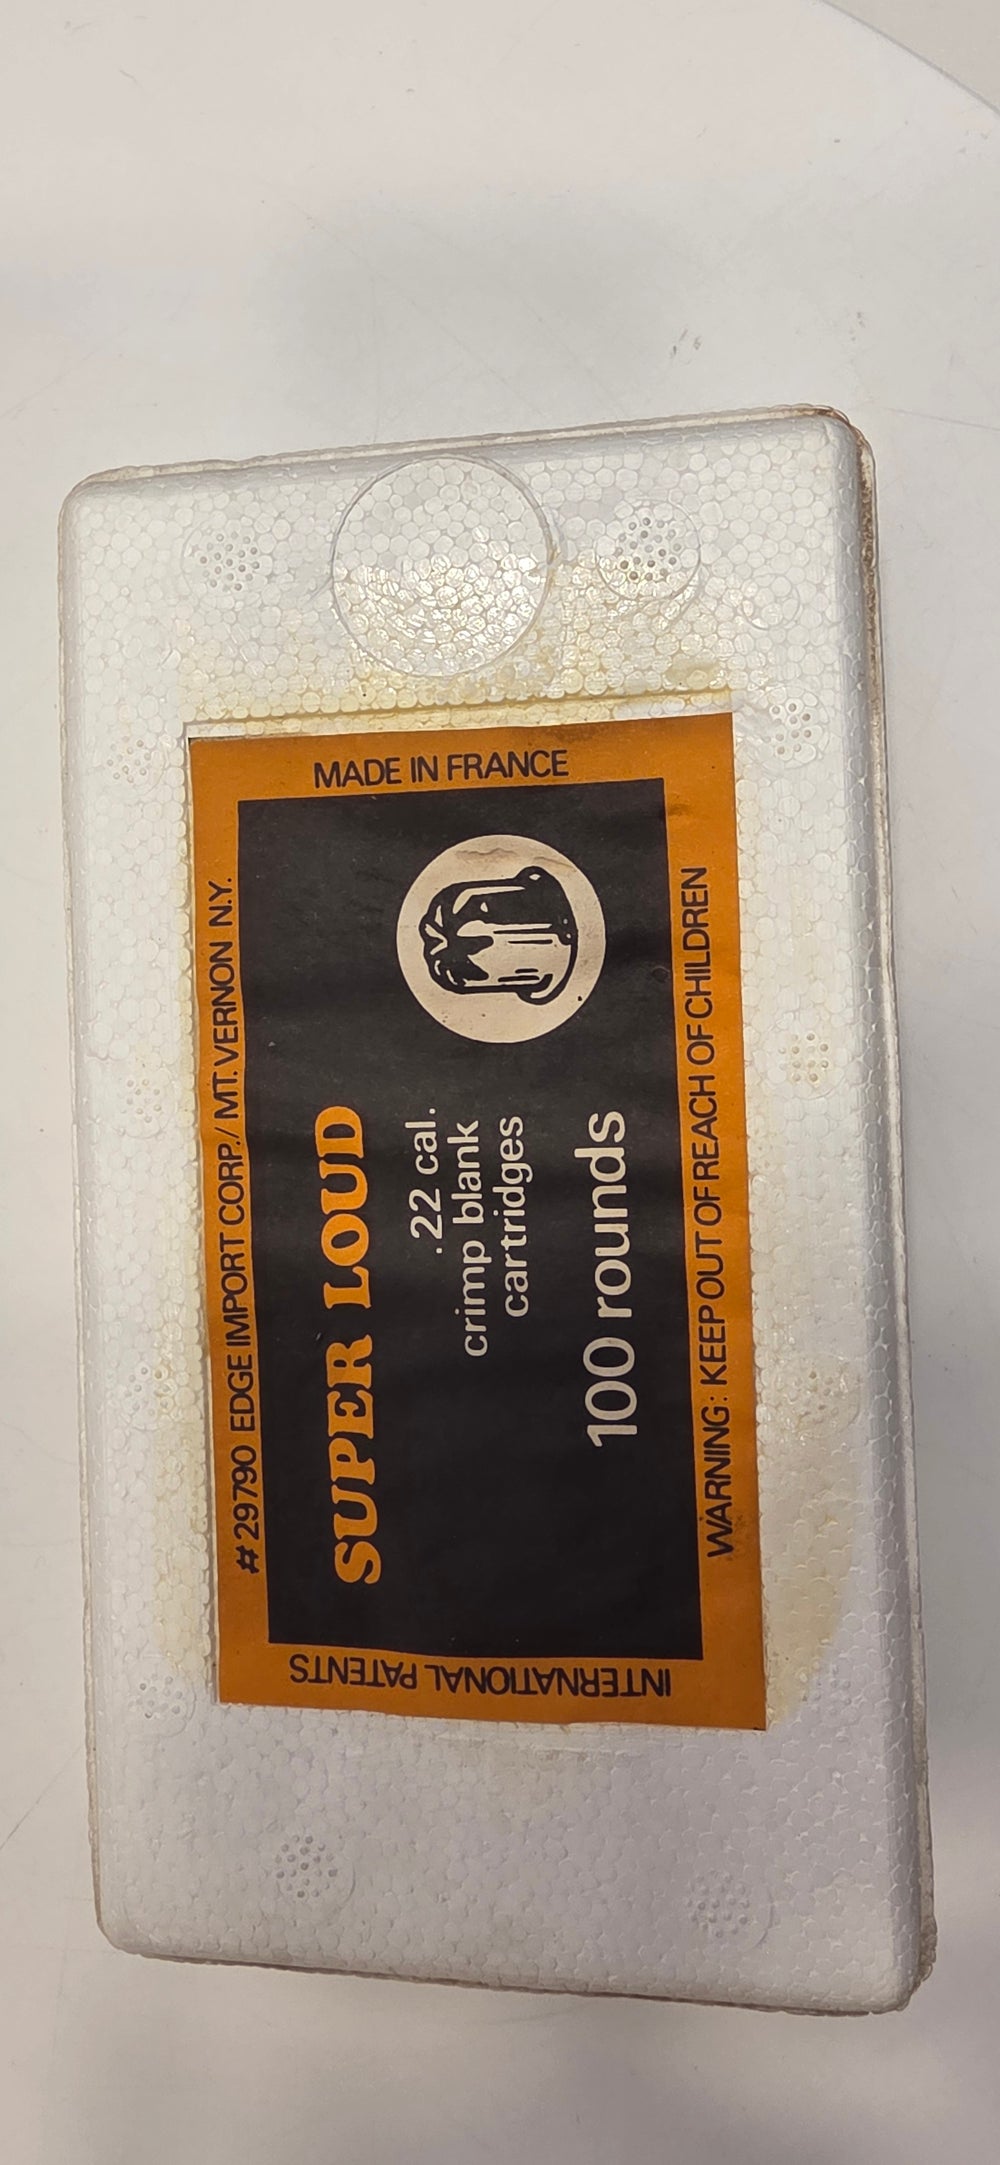 #29790 EDGE IMPORT CORP./ MT. VERNON N.Y.
MADE IN FRANCE
SUPER LOUD
.22 cal.
crimp blank
cartridges
100 rounds
INTERNATIONAL PATENTS
WARNING: KEEP OUT OF REACH OF CHILDREN